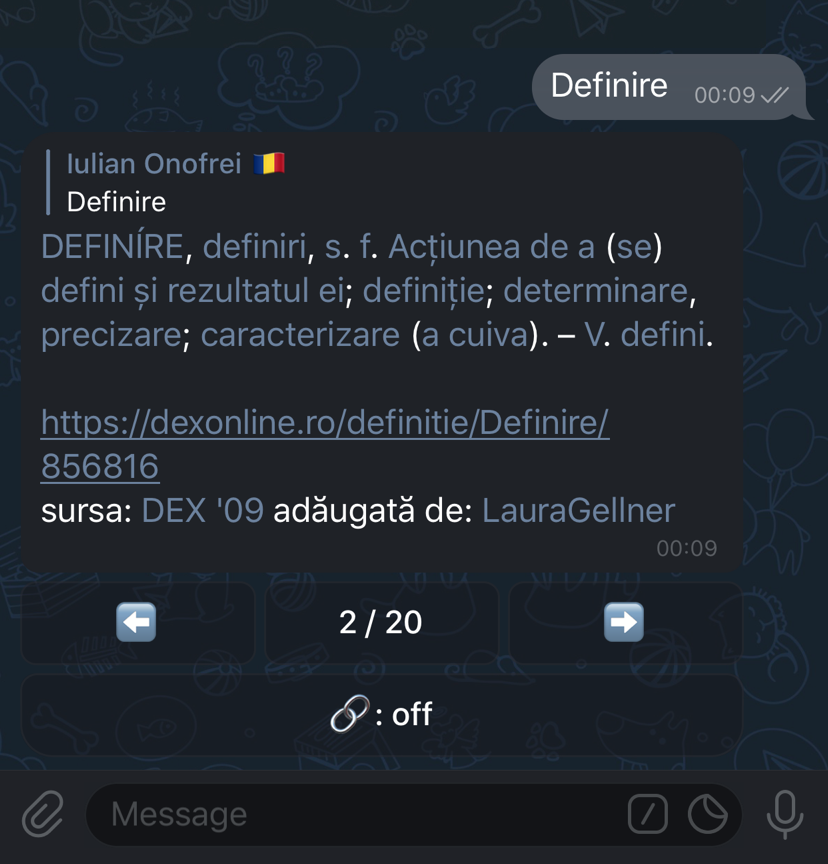 Definire 00:09
Iulian Onofrei 🇷🇴
Definire
DEFINÍRE, definiri, s. f. Acțiunea de a (se)
defini și rezultatul ei; definiție; determinare,
precizare; caracterizare (a cuiva). – V. defini.
https://dexonline.ro/definitie/Definire/
856816
sursa: DEX '09 adăugată de: LauraGellner
00:09
⬅️ 2 / 20 ➡️
🔗: off
Message